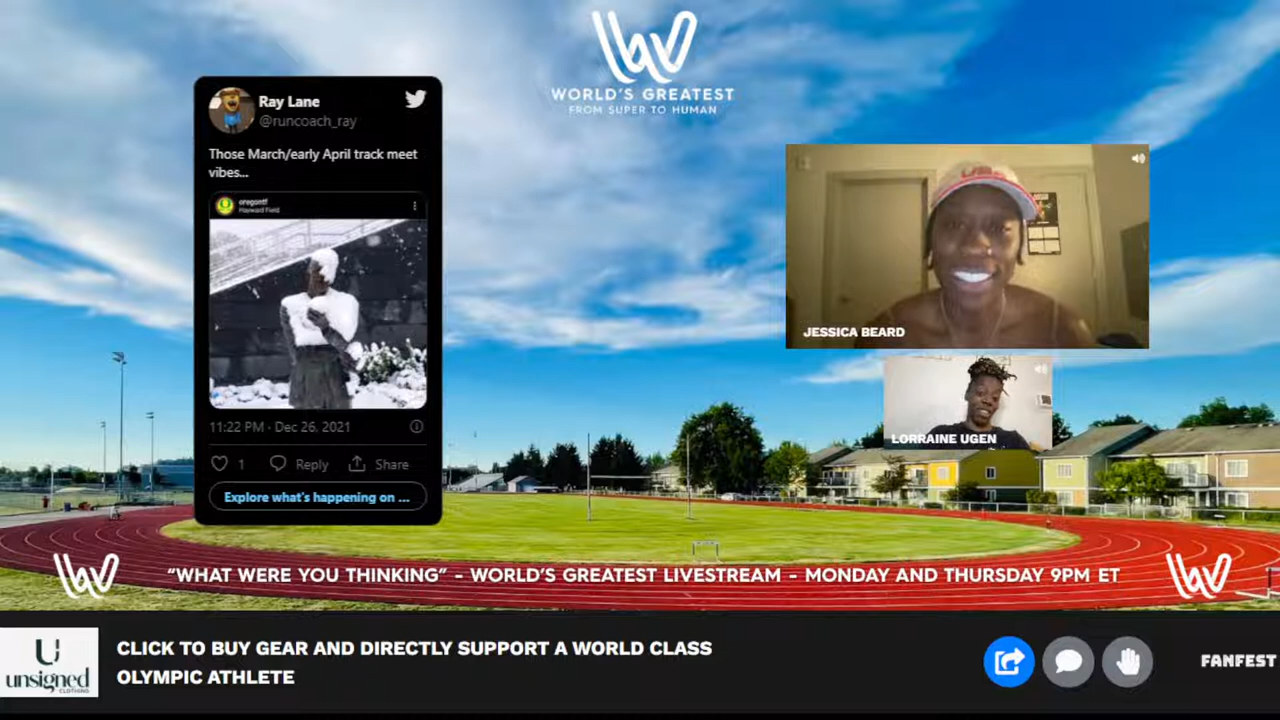 WORLD'S GREATEST
FROM SUPER TO HUMAN
Ray Lane
@runcoach_ray
Those March/early April track meet
vibes...
oregontf
Hayward Field
11:22 PM · Dec 26, 2021
1 Reply Share
Explore what's happening on ...
JESSICA BEARD
LORRAINE UGEN
"WHAT WERE YOU THINKING" - WORLD'S GREATEST LIVESTREAM - MONDAY AND THURSDAY 9PM ET
U
unsigned
CLOTHING
CLICK TO BUY GEAR AND DIRECTLY SUPPORT A WORLD CLASS
OLYMPIC ATHLETE
FANFEST